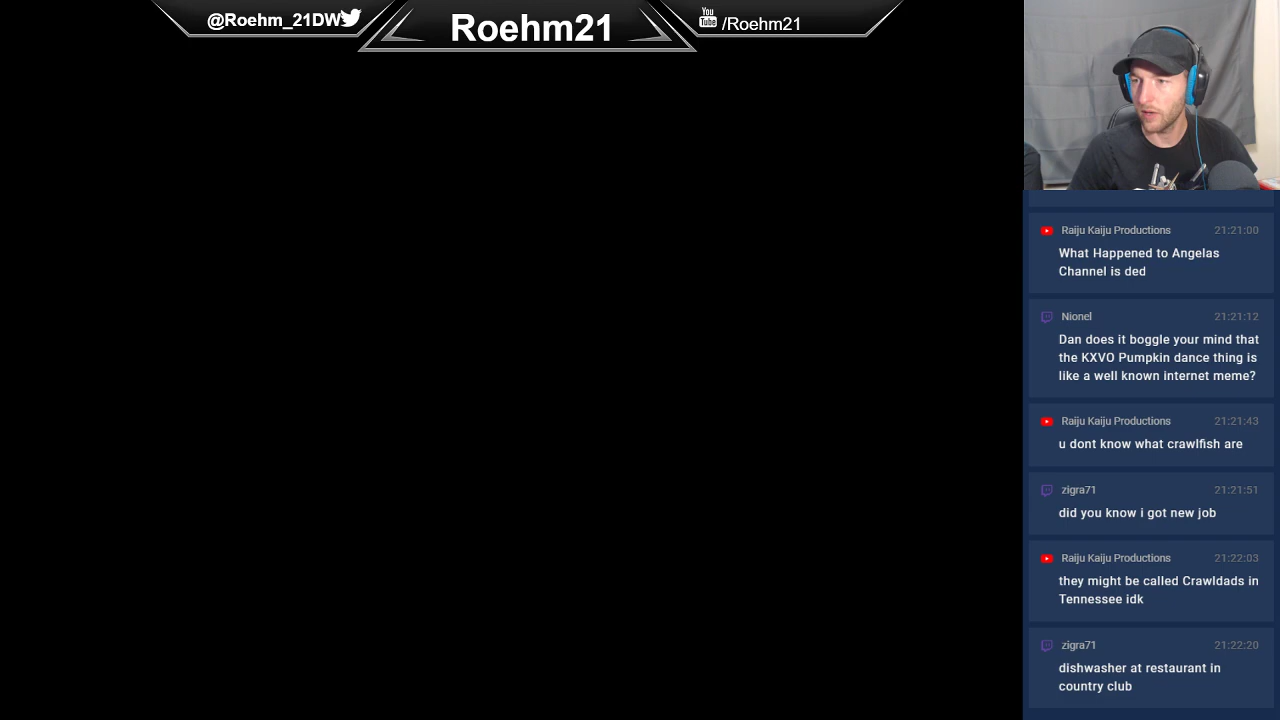 @Roehm_21DW
Roehm21
You
Tube
/Roehm21
Raiju Kaiju Productions 21:21:00
What Happened to Angelas
Channel is ded
Nionel 21:21:12
Dan does it boggle your mind that
the KXVO Pumpkin dance thing is
like a well known internet meme?
Raiju Kaiju Productions 21:21:43
u dont know what crawlfish are
zigra71 21:21:51
did you know i got new job
Raiju Kaiju Productions 21:22:03
they might be called Crawldads in
Tennessee idk
zigra71 21:22:20
dishwasher at restaurant in
country club